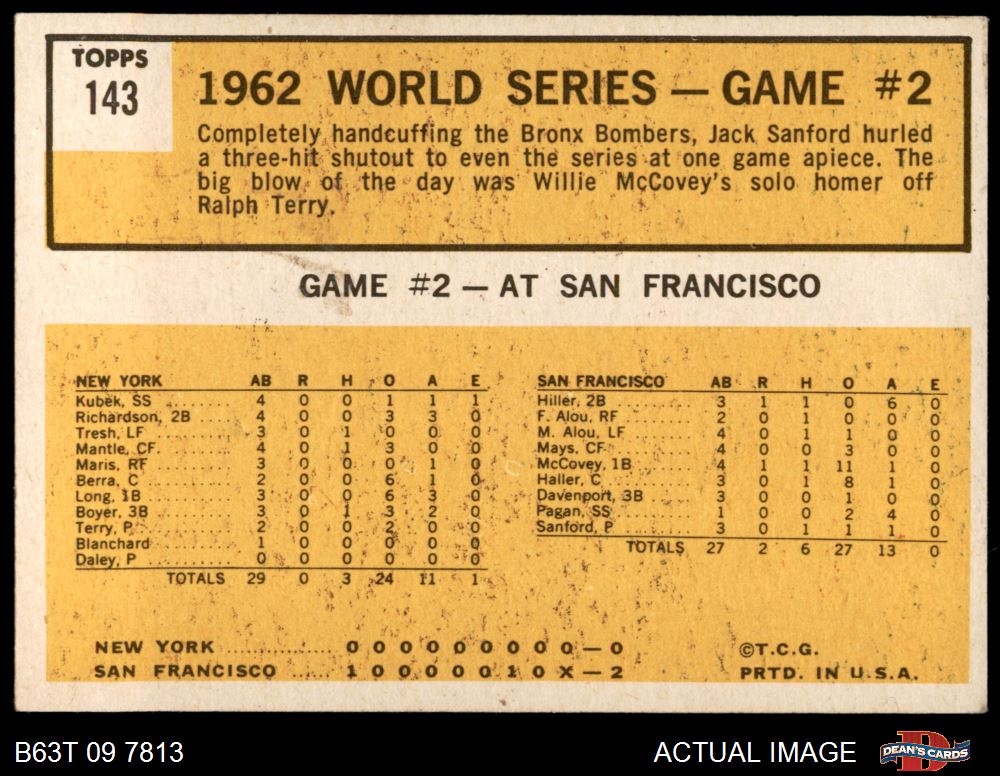 TOPPS
143
1962 WORLD SERIES — GAME #2
Completely handcuffing the Bronx Bombers, Jack Sanford hurled
a three-hit shutout to even the series at one game apiece. The
big blow of the day was Willie McCovey's solo homer off
Ralph Terry.
GAME #2 — AT SAN FRANCISCO
NEW YORK AB R H O A E
Kubek, SS ........ 4 0 0 1 1 1
Richardson, 2B ..... 4 0 0 3 3 0
Tresh, LF ......... 3 0 1 0 0 0
Mantle, CF. ....... 4 0 1 3 0 0
Maris, RF ......... 3 0 0 0 1 0
Berra, C .......... 2 0 0 6 1 0
Long, 1B .......... 3 0 0 6 3 0
Boyer, 3B ......... 3 0 1 3 2 0
Terry, P .......... 2 0 0 2 0 0
Blanchard ......... 1 0 0 0 0 0
Daley, P .......... 0 0 0 0 0 0
TOTALS 29 0 3 24 11 1
SAN FRANCISCO AB R H O A E
Hiller, 2B ......... 3 1 1 0 6 0
F. Alou, RF ........ 2 0 1 0 0 0
M. Alou, LF ........ 4 0 1 1 0 0
Mays, CF ........... 4 0 0 3 0 0
McCovey, 1B ........ 4 1 1 11 1 0
Haller, C .......... 3 0 1 8 1 0
Davenport, 3B ...... 3 0 0 1 0 0
Pagan, SS .......... 1 0 0 2 4 0
Sanford, P ......... 3 0 1 1 1 0
TOTALS 27 2 6 27 13 0
NEW YORK ............. 0 0 0 0 0 0 0 0 0 — 0
SAN FRANCISCO ...... 1 0 0 0 0 0 1 0 X — 2
©T.C.G.
PRTD. IN U.S.A.
B63T 09 7813
ACTUAL IMAGE
D
DEAN'S CARDS